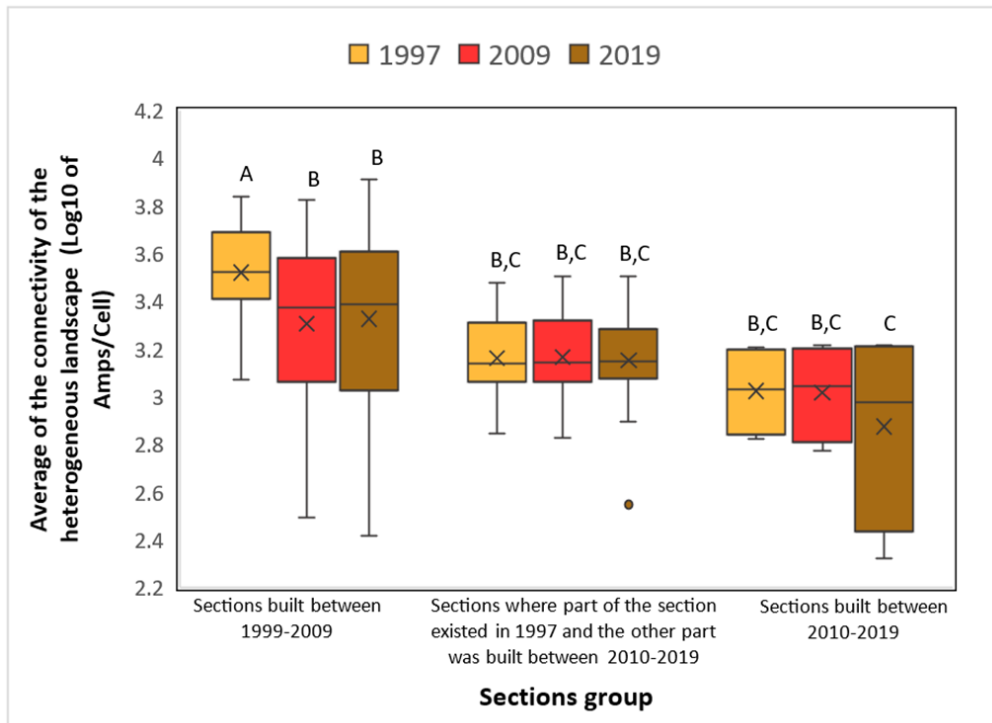 1997 2009 2019
Average of the connectivity of the
heterogeneous landscape (Log10 of
Amps/Cell)
4.2
4
3.8
3.6
3.4
3.2
3
2.8
2.6
2.4
2.2
A
B
B
B,C
B,C
B,C
B,C
B,C
C
Sections built between
1999-2009
Sections where part of the section
existed in 1997 and the other part
was built between 2010-2019
Sections built between
2010-2019
Sections group